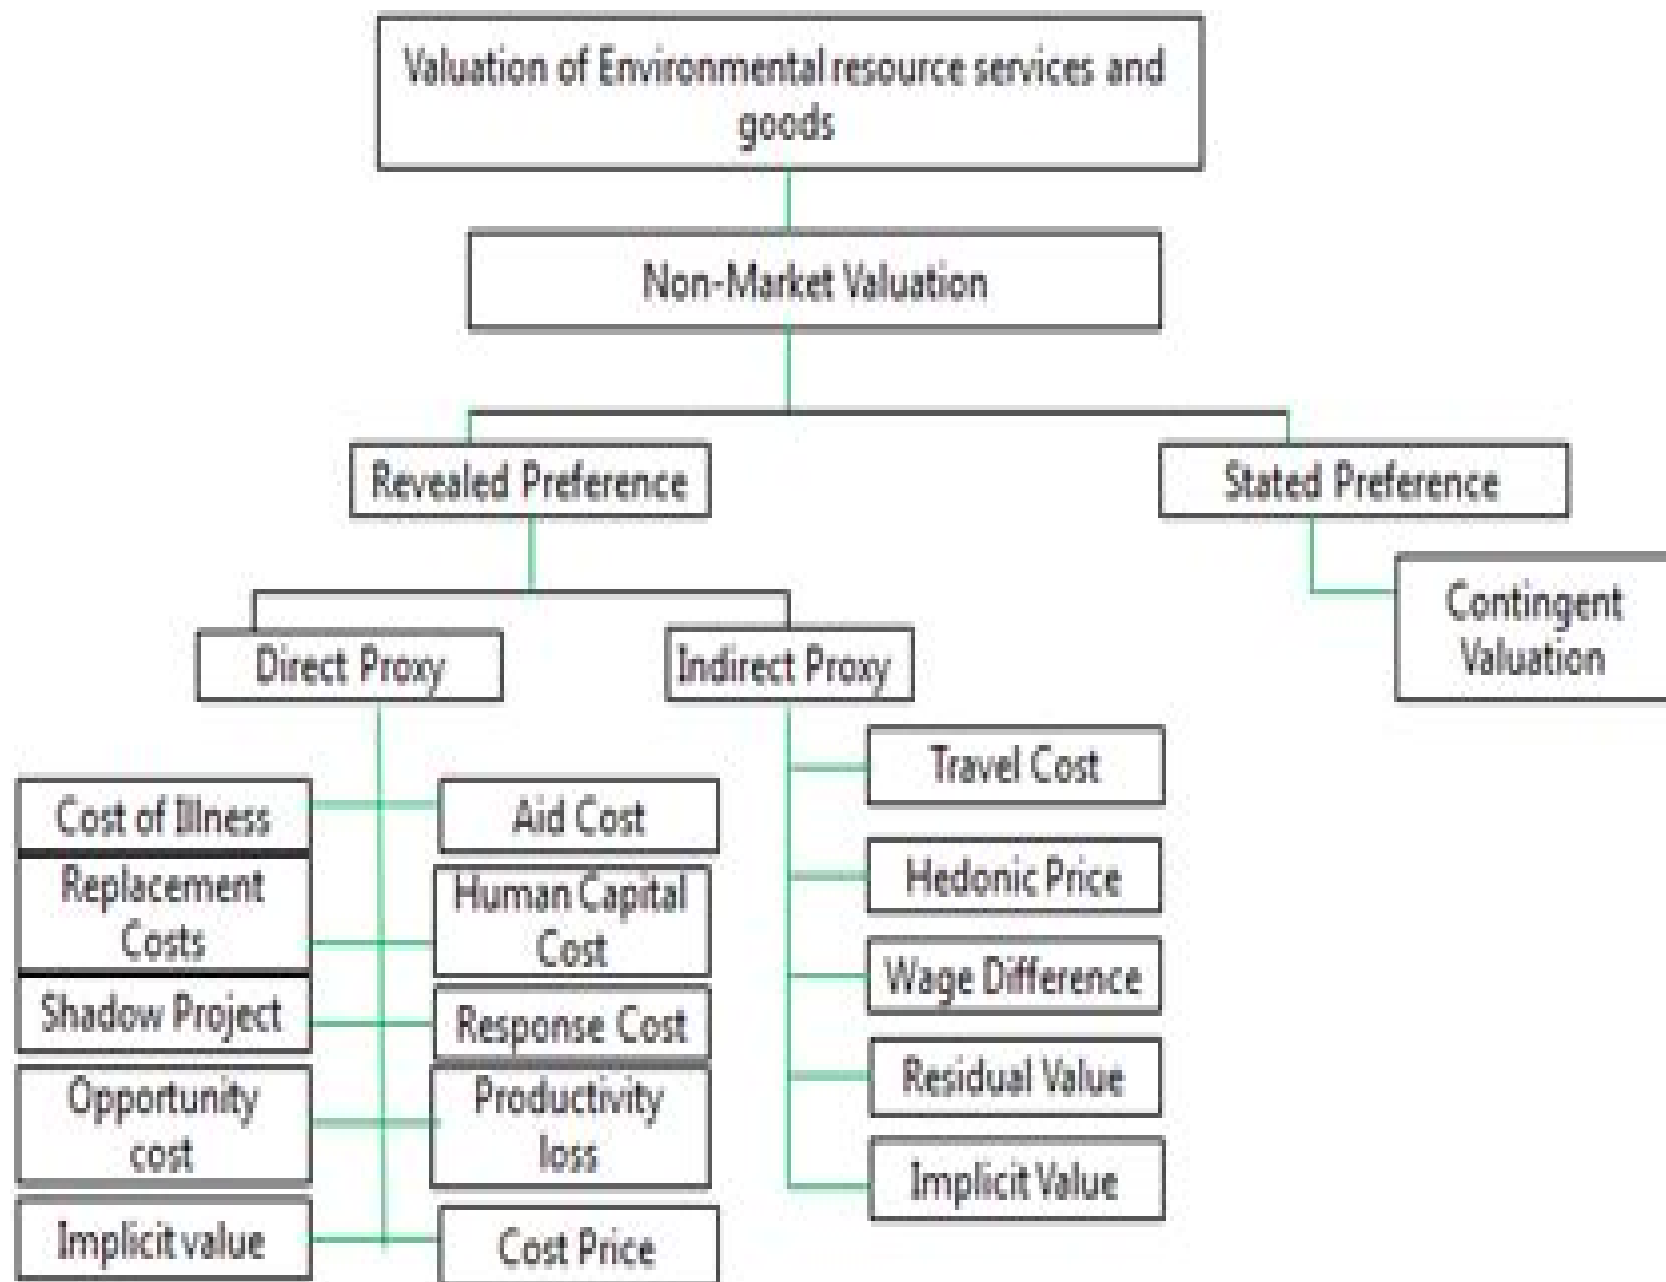 Valuation of Environmental resource services and
goods
Non-Market Valuation
Revealed Preference
Stated Preference
Contingent
Valuation
Direct Proxy
Indirect Proxy
Cost of Illness
Replacement
Costs
Shadow Project
Opportunity
cost
Implicit value
Aid Cost
Human Capital
Cost
Response Cost
Productivity
loss
Cost Price
Travel Cost
Hedonic Price
Wage Difference
Residual Value
Implicit Value